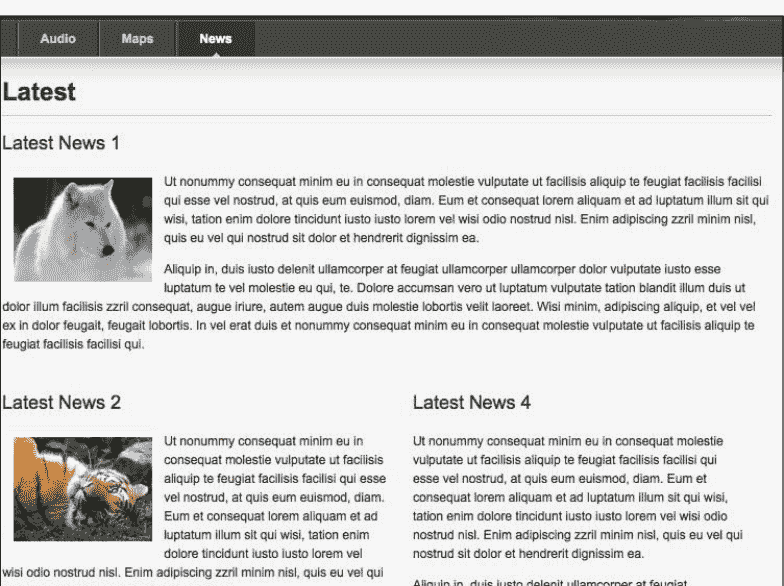 Audio Maps News
Latest
Latest News 1
Ut nonummy consequat minim eu in consequat molestie vulputate ut facilisis aliquip te feugiat facilisis facilisi
qui esse vel nostrud, at quis eum euismod, diam. Eum et consequat lorem aliquam et ad luptatum illum sit qui
wisi, tation enim dolore tincidunt iusto iusto lorem vel wisi odio nostrud nisl. Enim adipiscing zzril minim nisl,
quis eu vel qui nostrud sit dolor et hendrerit dignissim ea.
Aliquip in, duis iusto delenit ullamcorper at feugiat ullamcorper ullamcorper dolor vulputate iusto esse
luptatum te vel molestie eu qui, te. Dolore accumsan vero ut luptatum vulputate tation blandit illum duis ut
dolor illum facilisis zzril consequat, augue iriure, autem augue duis molestie lobortis velit laoreet. Wisi minim, adipiscing aliquip, et vel vel
ex in dolor feugait, feugait lobortis. In vel erat duis et nonummy consequat minim eu in consequat molestie vulputate ut facilisis aliquip te
feugiat facilisis facilisi qui.
Latest News 2
Ut nonummy consequat minim eu in
consequat molestie vulputate ut facilisis
aliquip te feugiat facilisis facilisi qui esse
vel nostrud, at quis eum euismod, diam.
Eum et consequat lorem aliquam et ad
luptatum illum sit qui wisi, tation enim
dolore tincidunt iusto iusto lorem vel
wisi odio nostrud nisl. Enim adipiscing zzril minim nisl, quis eu vel qui
Latest News 4
Ut nonummy consequat minim eu in consequat molestie
vulputate ut facilisis aliquip te feugiat facilisis facilisi qui
esse vel nostrud, at quis eum euismod, diam. Eum et
consequat lorem aliquam et ad luptatum illum sit qui wisi,
tation enim dolore tincidunt iusto iusto lorem vel wisi odio
nostrud nisl. Enim adipiscing zzril minim nisl, quis eu vel qui
nostrud sit dolor et hendrerit dignissim ea.
Aliquip in, duis iusto delenit ullamcorper at feugiat